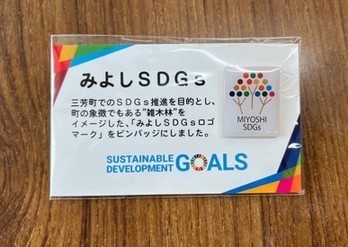 みよしSDGs
三芳町でのSDGs推進を目的とし、
町の象徴でもある“雑木林”を
イメージした、「みよしSDGsロゴ
マーク」をピンバッジにしました。
MIYOSHI
SDGs
SUSTAINABLE
DEVELOPMENT
GOALS